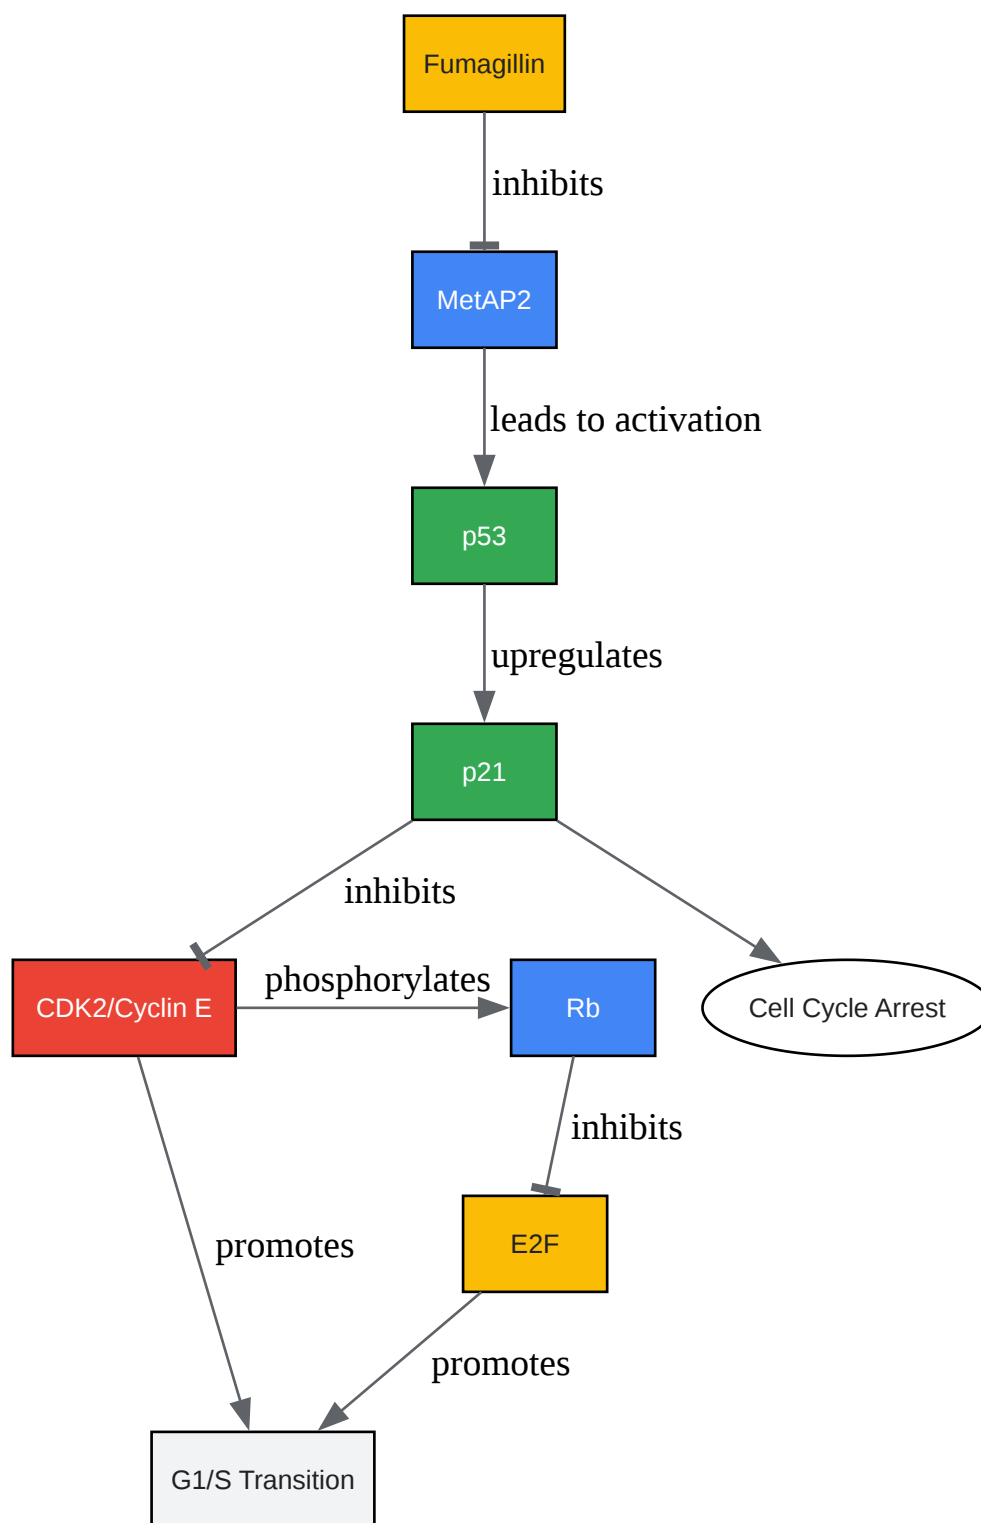 Fumagillin
inhibits
MetAP2
leads to activation
p53
upregulates
p21
inhibits
phosphorylates
CDK2/Cyclin E
Rb
Cell Cycle Arrest
inhibits
E2F
promotes
promotes
G1/S Transition